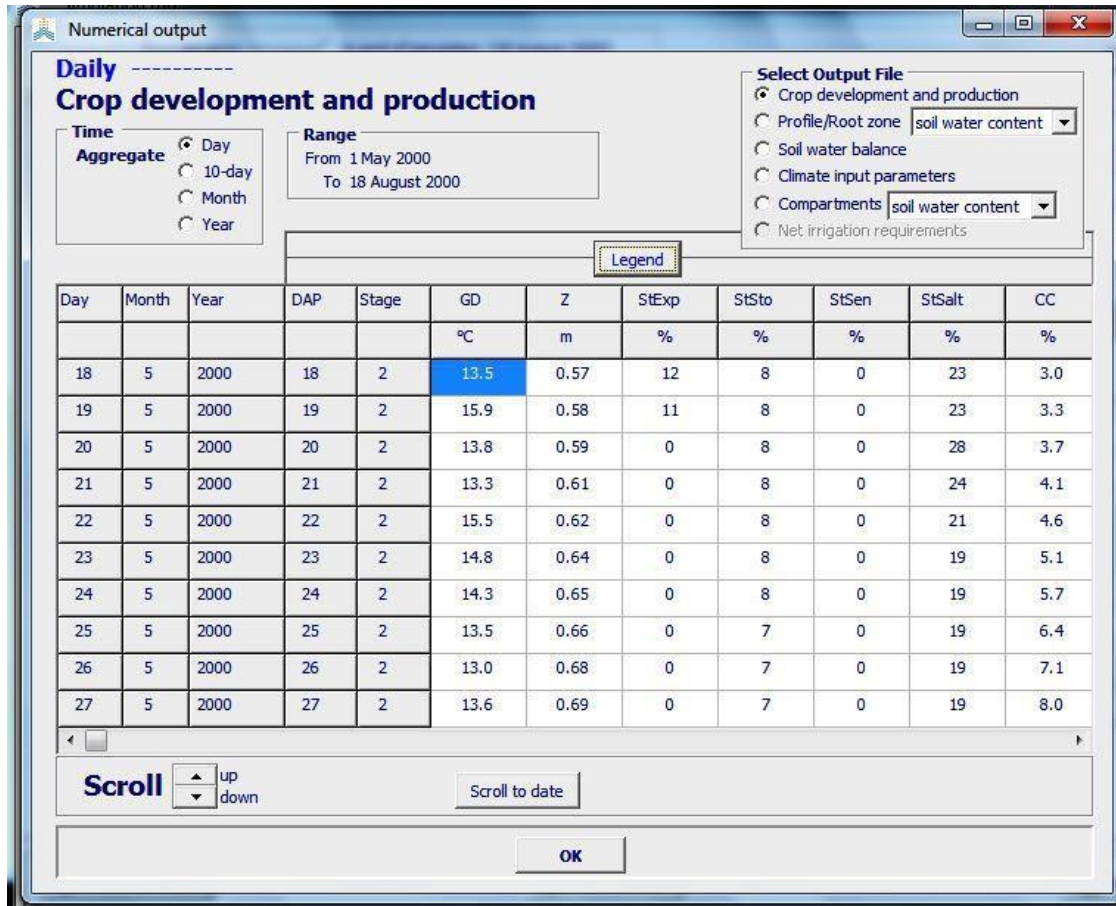 Numerical output
Daily ----------
Crop development and production
Time
Aggregate
Day
10-day
Month
Year
Range
From 1 May 2000
To 18 August 2000
Select Output File
Crop development and production
Profile/Root zone soil water content
Soil water balance
Climate input parameters
Compartments soil water content
Net irrigation requirements
Legend
Day Month Year DAP Stage GD Z StExp StSto StSen StSalt CC
°C m % % % % %
18 5 2000 18 2 13.5 0.57 12 8 0 23 3.0
19 5 2000 19 2 15.9 0.58 11 8 0 23 3.3
20 5 2000 20 2 13.8 0.59 0 8 0 28 3.7
21 5 2000 21 2 13.3 0.61 0 8 0 24 4.1
22 5 2000 22 2 15.5 0.62 0 8 0 21 4.6
23 5 2000 23 2 14.8 0.64 0 8 0 19 5.1
24 5 2000 24 2 14.3 0.65 0 8 0 19 5.7
25 5 2000 25 2 13.5 0.66 0 7 0 19 6.4
26 5 2000 26 2 13.0 0.68 0 7 0 19 7.1
27 5 2000 27 2 13.6 0.69 0 7 0 19 8.0
Scroll
up
down
Scroll to date
OK